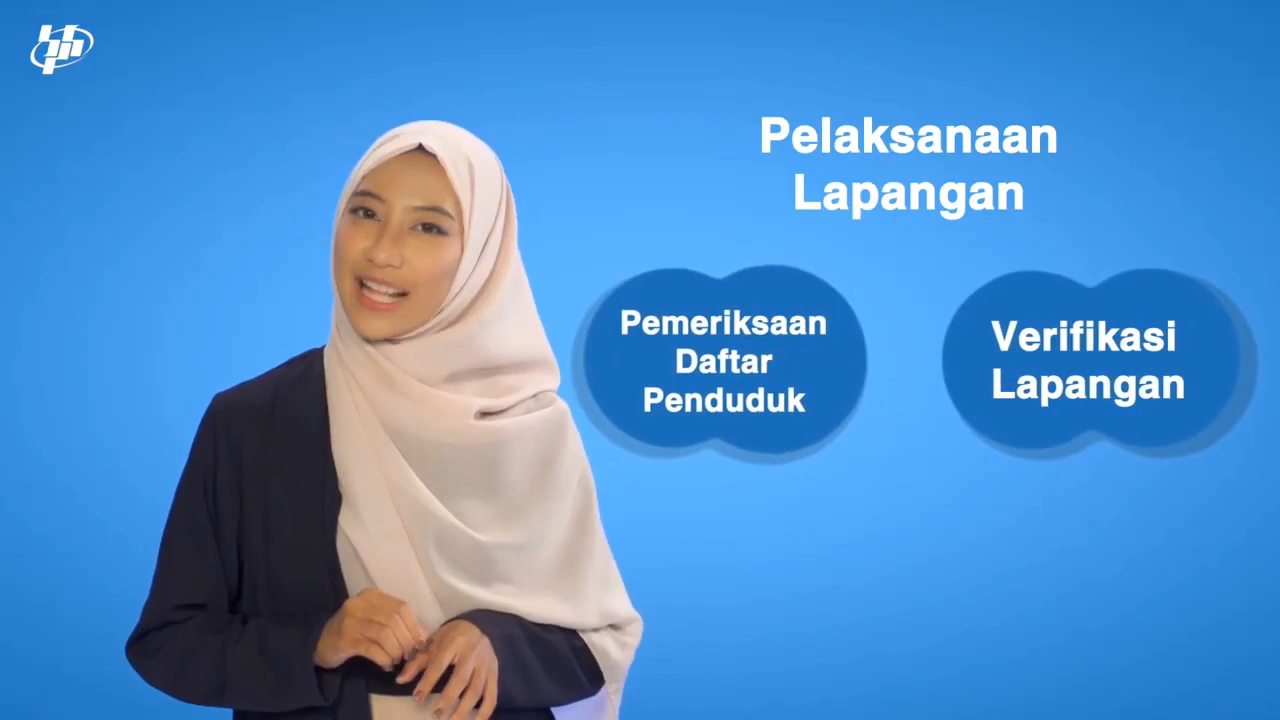 Pelaksanaan
Lapangan
Pemeriksaan
Daftar
Penduduk
Verifikasi
Lapangan